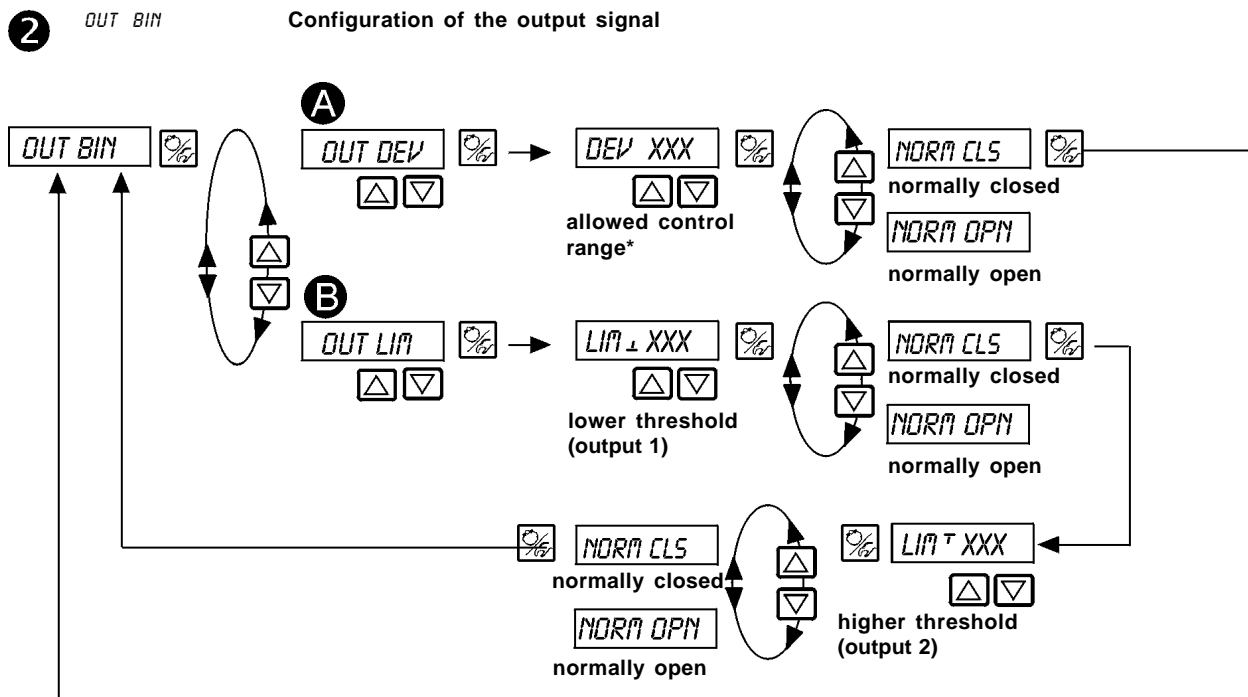 2 OUT BIN Configuration of the output signal
A
OUT BIN
OUT DEV
DEV XXX
NORM CLS
normally closed
allowed control
range*
NORM OPN
normally open
B
OUT LIM
LIM ⊥ XXX
NORM CLS
normally closed
lower threshold
(output 1)
NORM OPN
normally open
NORM CLS
normally closed
LIM ⊤ XXX
NORM OPN
normally open
higher threshold
(output 2)